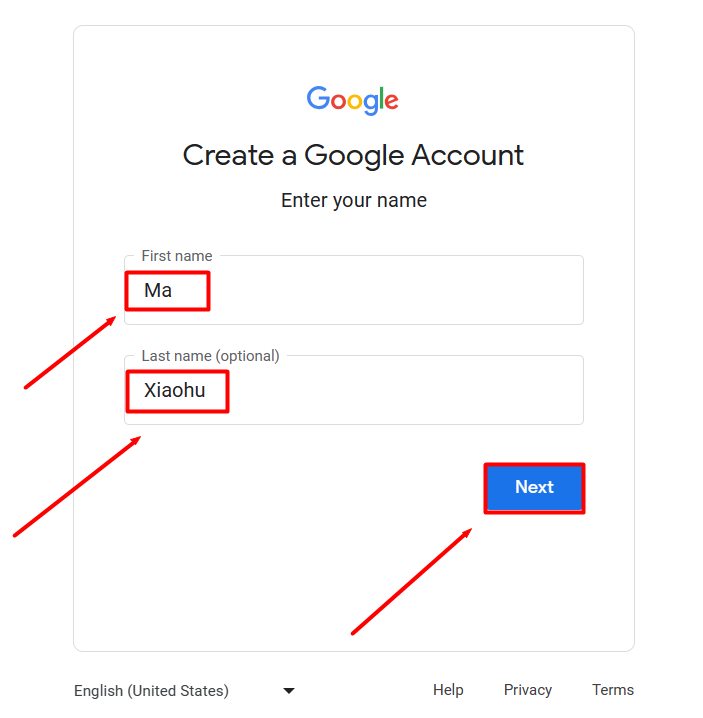 Google
Create a Google Account
Enter your name
First name
Ma
Last name (optional)
Xiaohu
Next
English (United States)
Help Privacy Terms